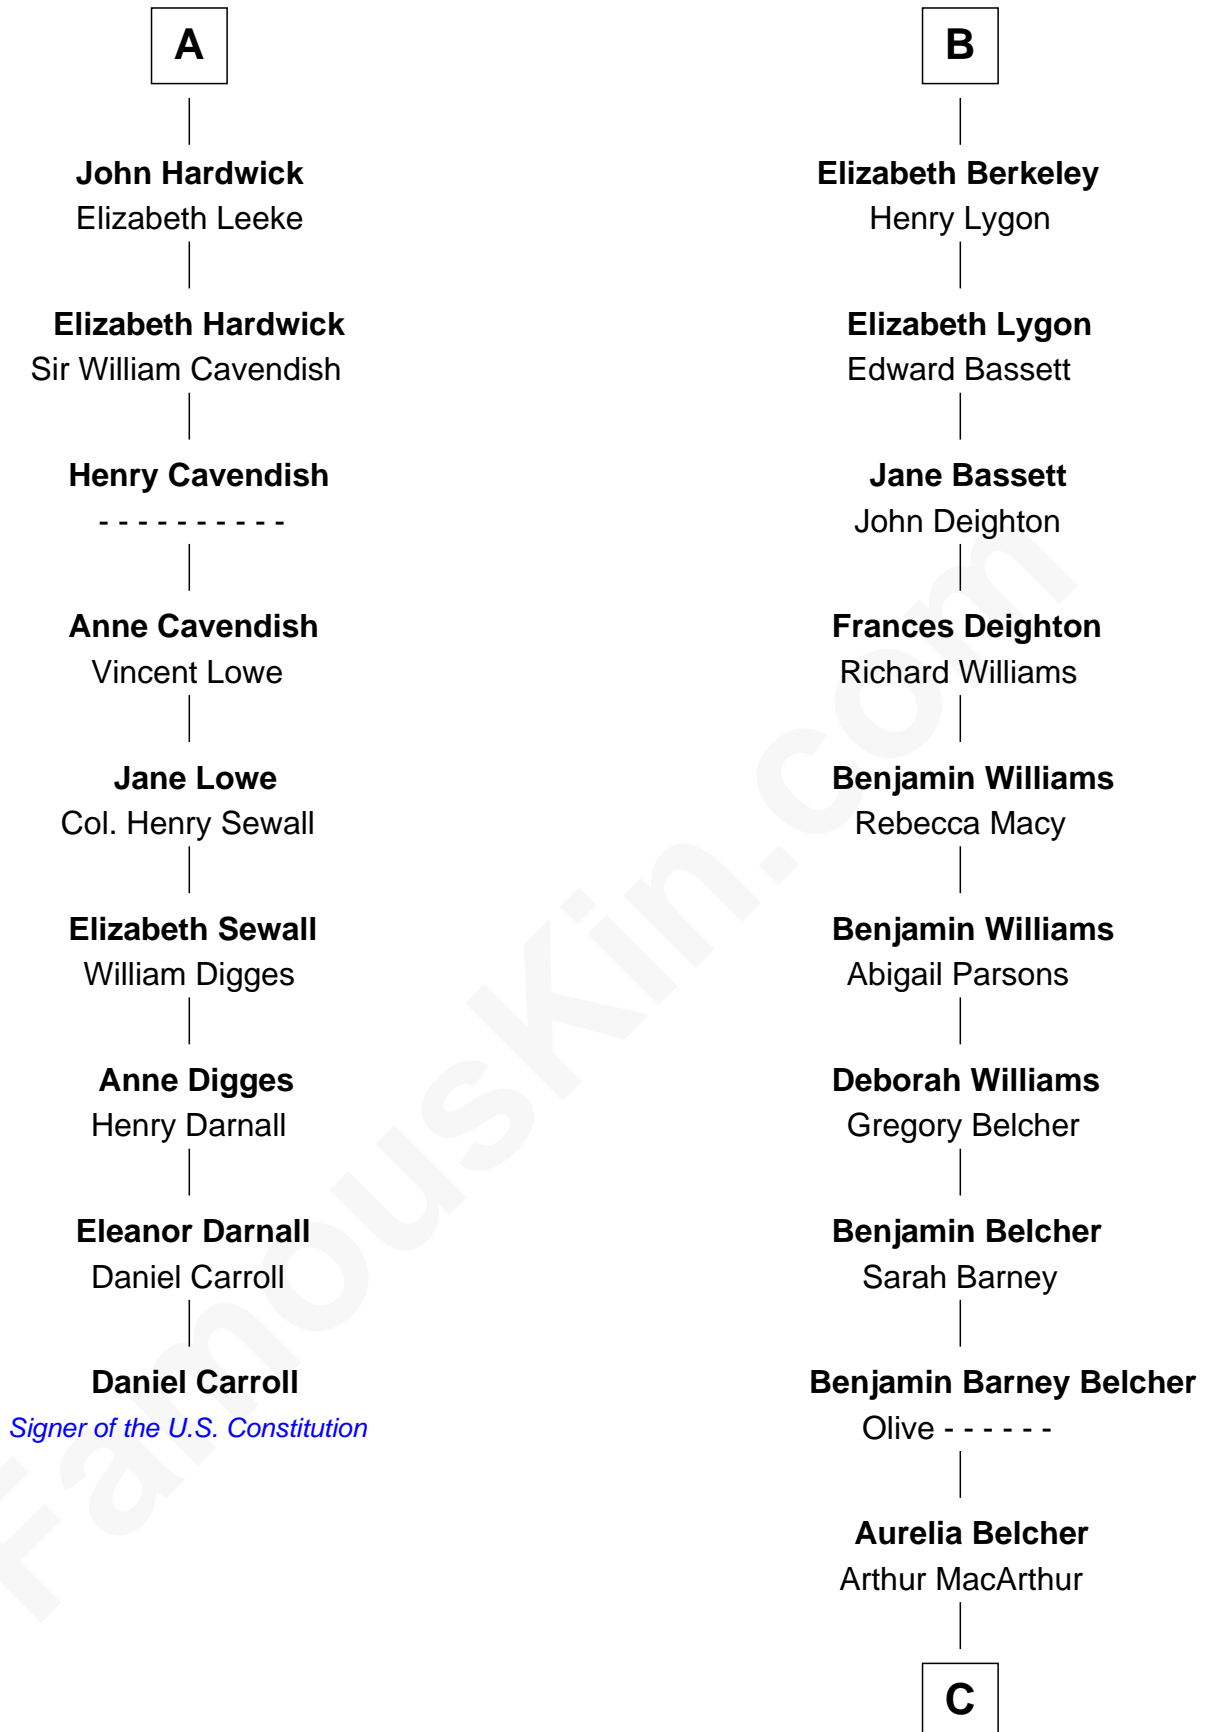 A
John Hardwick
Elizabeth Leeke
Elizabeth Hardwick
Sir William Cavendish
Henry Cavendish
- - - - - - - - - -
Anne Cavendish
Vincent Lowe
Jane Lowe
Col. Henry Sewall
Elizabeth Sewall
William Digges
Anne Digges
Henry Darnall
Eleanor Darnall
Daniel Carroll
Daniel Carroll
Signer of the U.S. Constitution
B
Elizabeth Berkeley
Henry Lygon
Elizabeth Lygon
Edward Bassett
Jane Bassett
John Deighton
Frances Deighton
Richard Williams
Benjamin Williams
Rebecca Macy
Benjamin Williams
Abigail Parsons
Deborah Williams
Gregory Belcher
Benjamin Belcher
Sarah Barney
Benjamin Barney Belcher
Olive - - - - - -
Aurelia Belcher
Arthur MacArthur
C
FamousKin.com